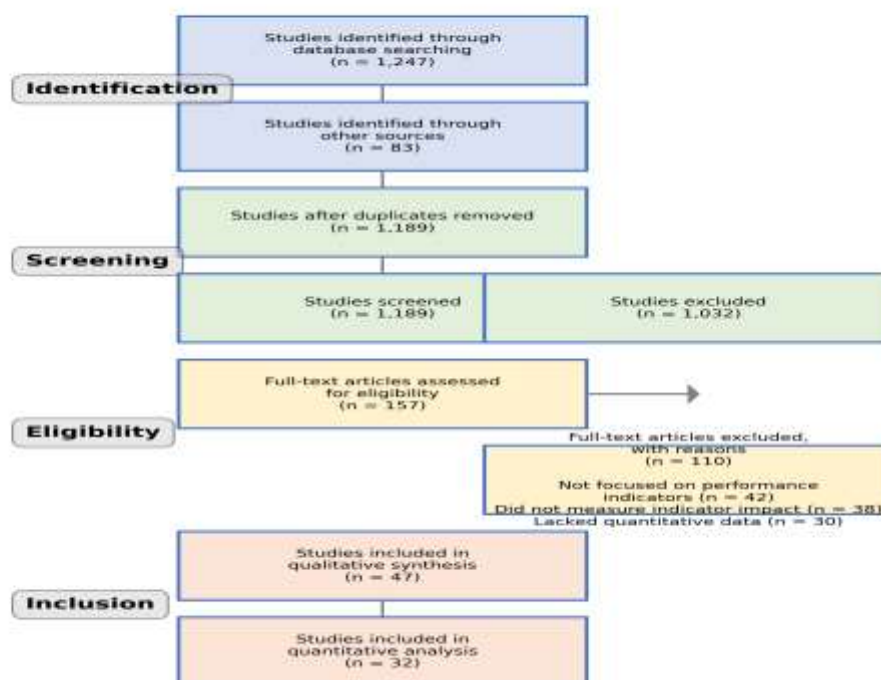 Identification
Studies identified through
database searching
(n = 1,247)
Studies identified through
other sources
(n = 83)
Screening
Studies after duplicates removed
(n = 1,189)
Studies screened
(n = 1,189)
Studies excluded
(n = 1,032)
Eligibility
Full-text articles assessed
for eligibility
(n = 157)
Full-text articles excluded,
with reasons
(n = 110)
Not focused on performance
indicators (n = 42)
Did not measure indicator impact (n = 38)
Lacked quantitative data (n = 30)
Inclusion
Studies included in
qualitative synthesis
(n = 47)
Studies included in
quantitative analysis
(n = 32)